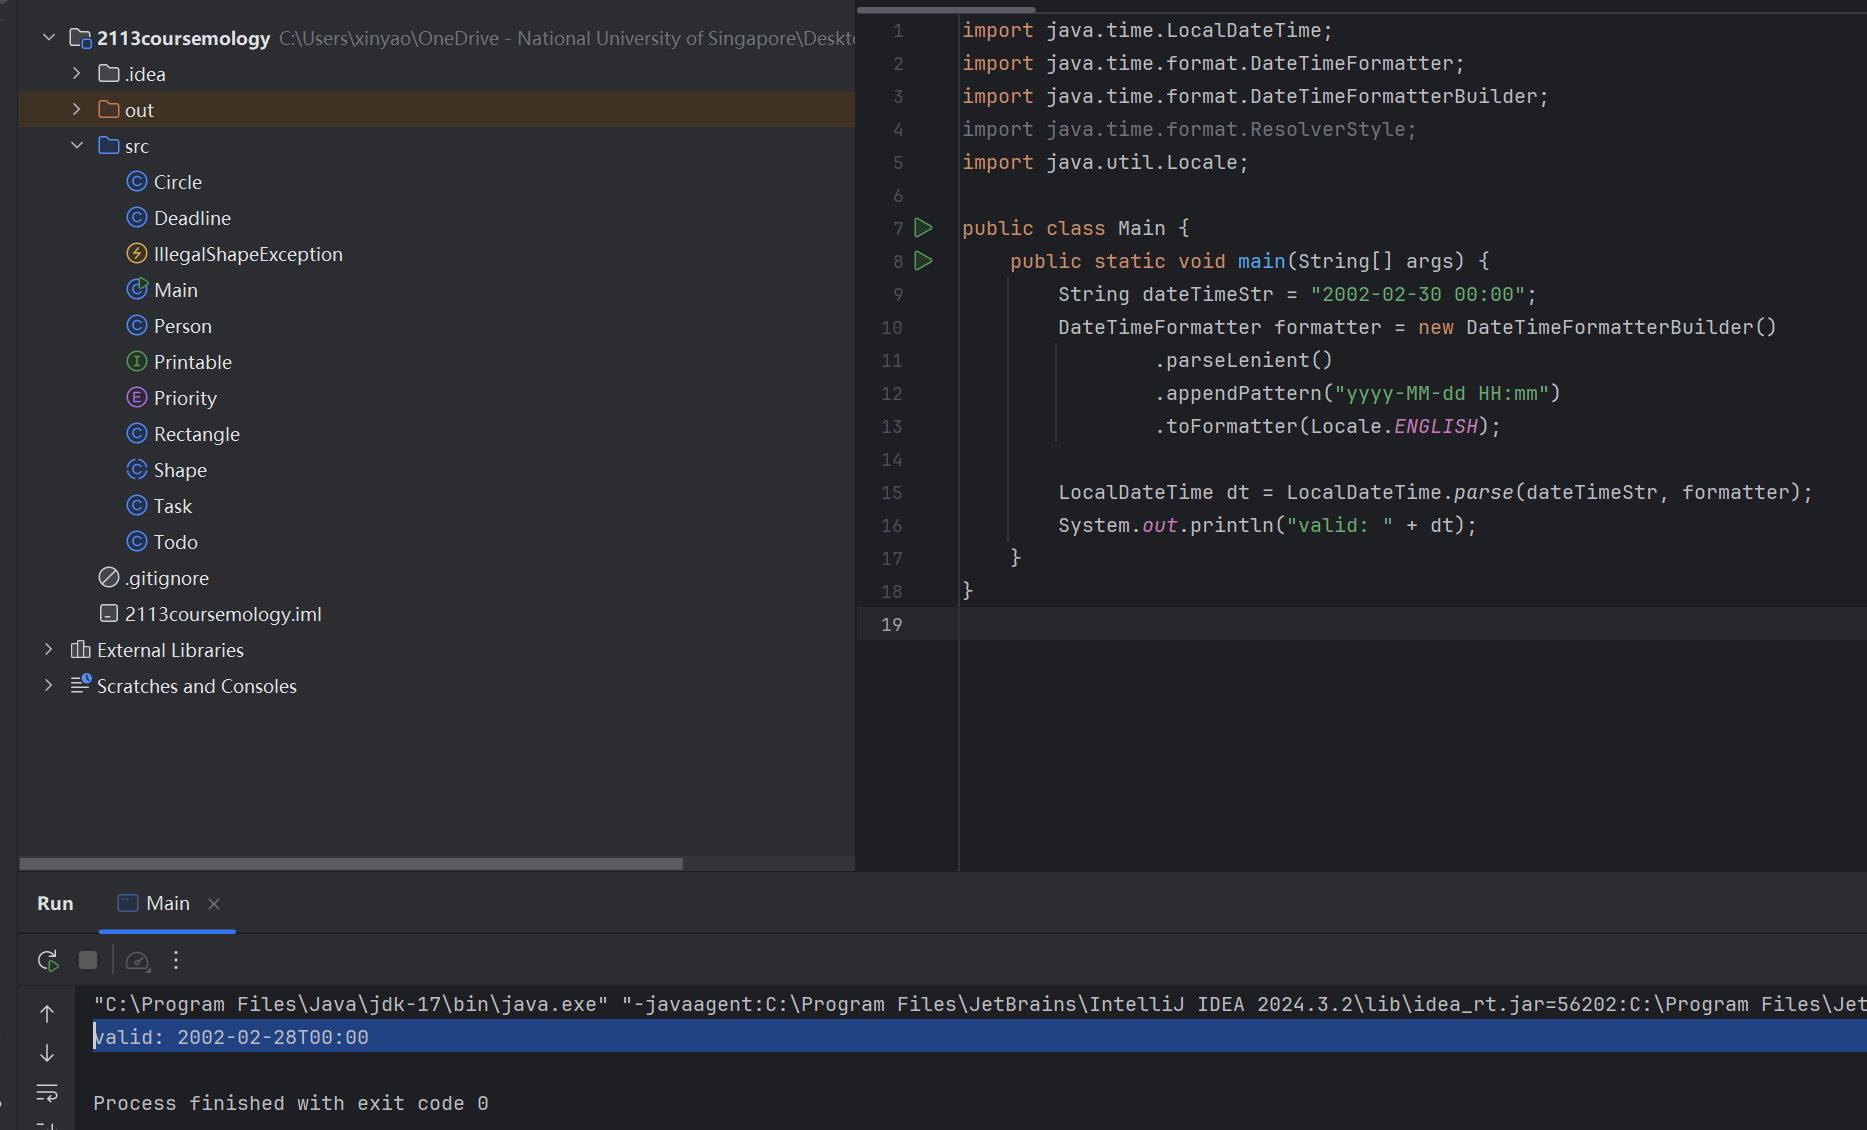 2113coursemology C:\Users\xinyao\OneDrive - National University of Singapore\Deskto
.idea
out
src
Circle
Deadline
IllegalShapeException
Main
Person
Printable
Priority
Rectangle
Shape
Task
Todo
.gitignore
2113coursemology.iml
External Libraries
Scratches and Consoles
1 import java.time.LocalDateTime;
2 import java.time.format.DateTimeFormatter;
3 import java.time.format.DateTimeFormatterBuilder;
4 import java.time.format.ResolverStyle;
5 import java.util.Locale;
6
7 public class Main {
8 public static void main(String[] args) {
9 String dateTimeStr = "2002-02-30 00:00";
10 DateTimeFormatter formatter = new DateTimeFormatterBuilder()
11 .parseLenient()
12 .appendPattern("yyyy-MM-dd HH:mm")
13 .toFormatter(Locale.ENGLISH);
14
15 LocalDateTime dt = LocalDateTime.parse(dateTimeStr, formatter);
16 System.out.println("valid: " + dt);
17 }
18 }
19
Run Main
"C:\Program Files\Java\jdk-17\bin\java.exe" "-javaagent:C:\Program Files\JetBrains\IntelliJ IDEA 2024.3.2\lib\idea_rt.jar=56202:C:\Program Files\Jet
valid: 2002-02-28T00:00
Process finished with exit code 0